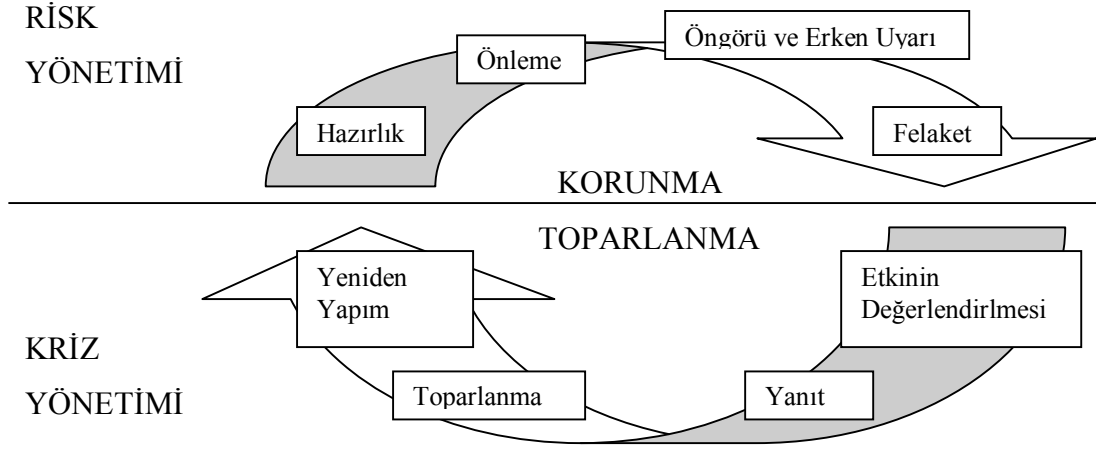 RİSK
YÖNETİMİ
Öngörü ve Erken Uyarı
Önleme
Hazırlık
Felaket
KORUNMA
TOPARLANMA
Yeniden
Yapım
Etkinin
Değerlendirlmesi
KRİZ
YÖNETİMİ
Toparlanma
Yanıt